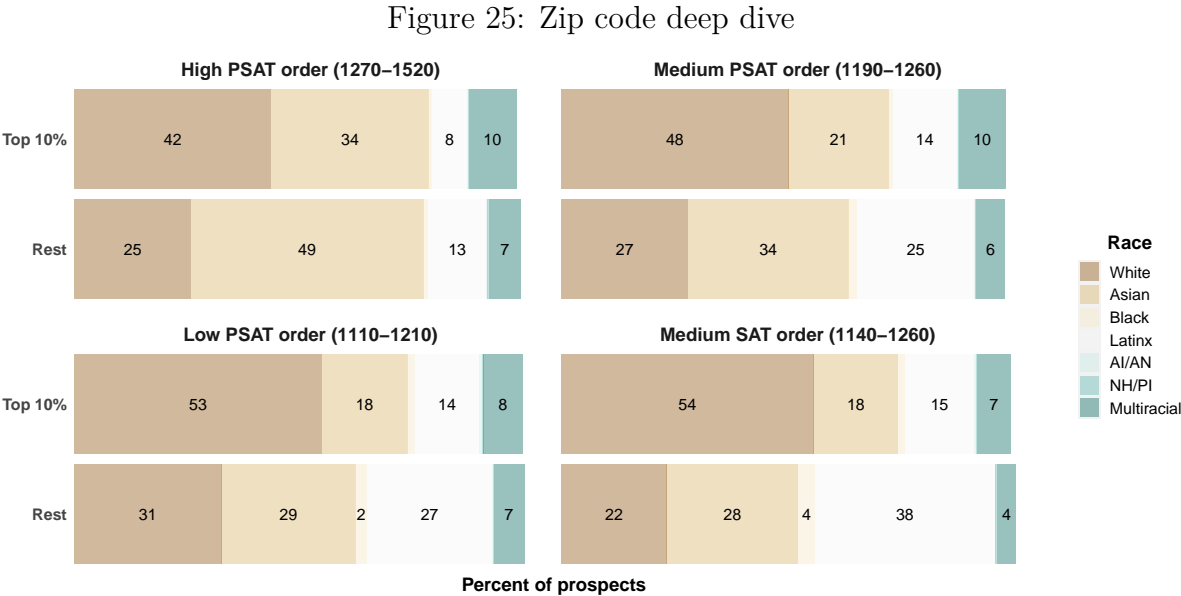 Figure 25: Zip code deep dive
High PSAT order (1270−1520)
Top 10%
42
34
8
10
Rest
25
49
13
7
Medium PSAT order (1190−1260)
48
21
14
10
27
34
25
6
Low PSAT order (1110−1210)
Top 10%
53
18
14
8
Rest
31
29
2
27
7
Medium SAT order (1140−1260)
54
18
15
7
22
28
4
38
4
Percent of prospects
Race
White
Asian
Black
Latinx
AI/AN
NH/PI
Multiracial